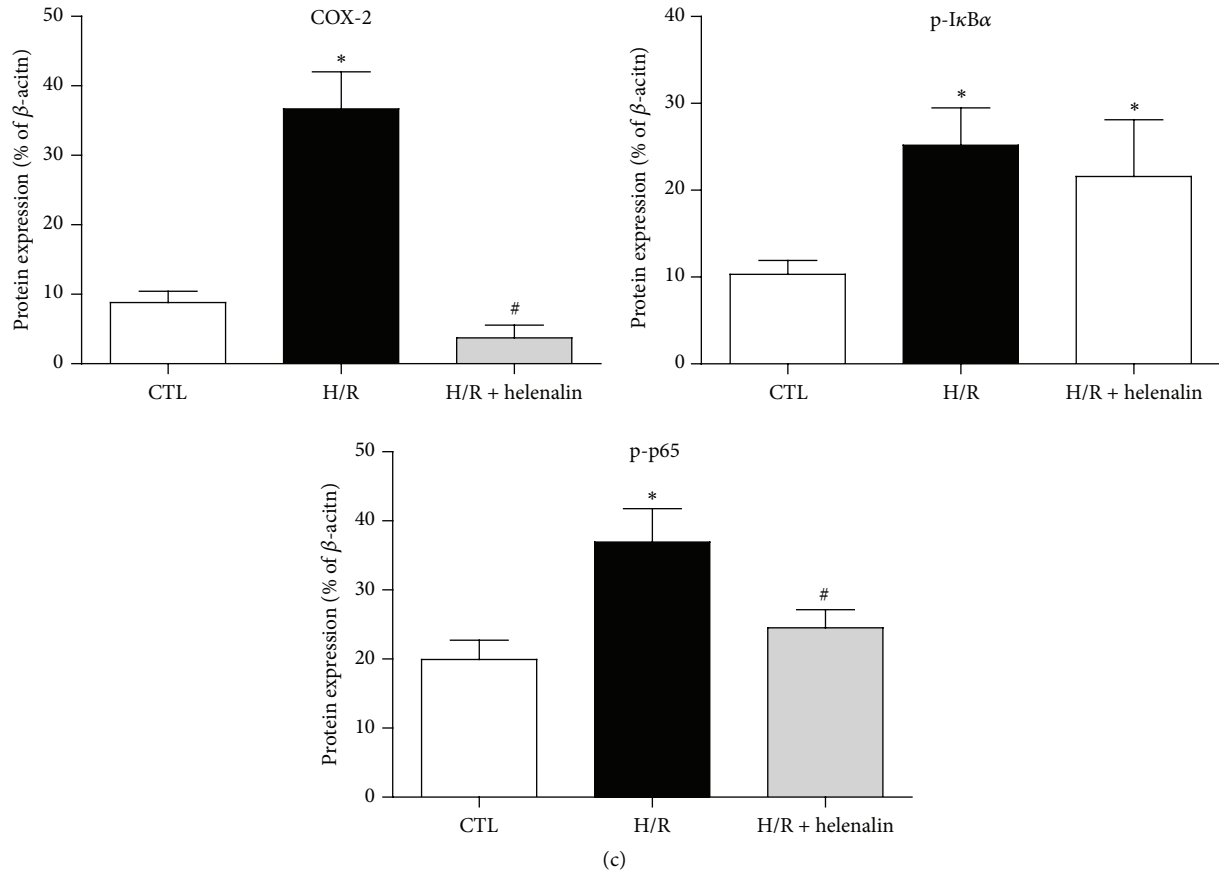 COX-2
Protein expression (% of β-acitn)
50
40
30
20
10
0
*
#
CTL
H/R
H/R + helenalin
p-IκBα
Protein expression (% of β-acitn)
40
30
20
10
0
*
*
CTL
H/R
H/R + helenalin
p-p65
Protein expression (% of β-acitn)
50
40
30
20
10
0
*
#
CTL
H/R
H/R + helenalin
(c)